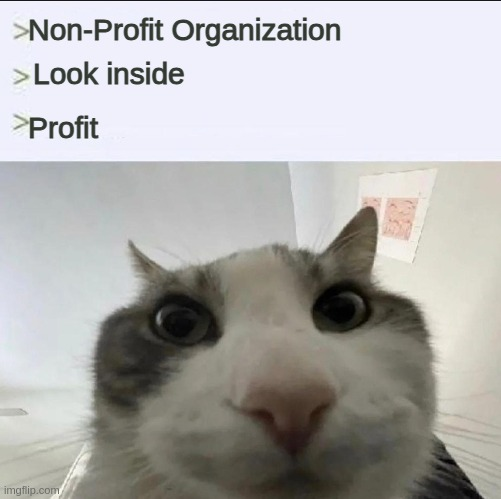 >Non-Profit Organization
> Look inside
>Profit
imgflip.com